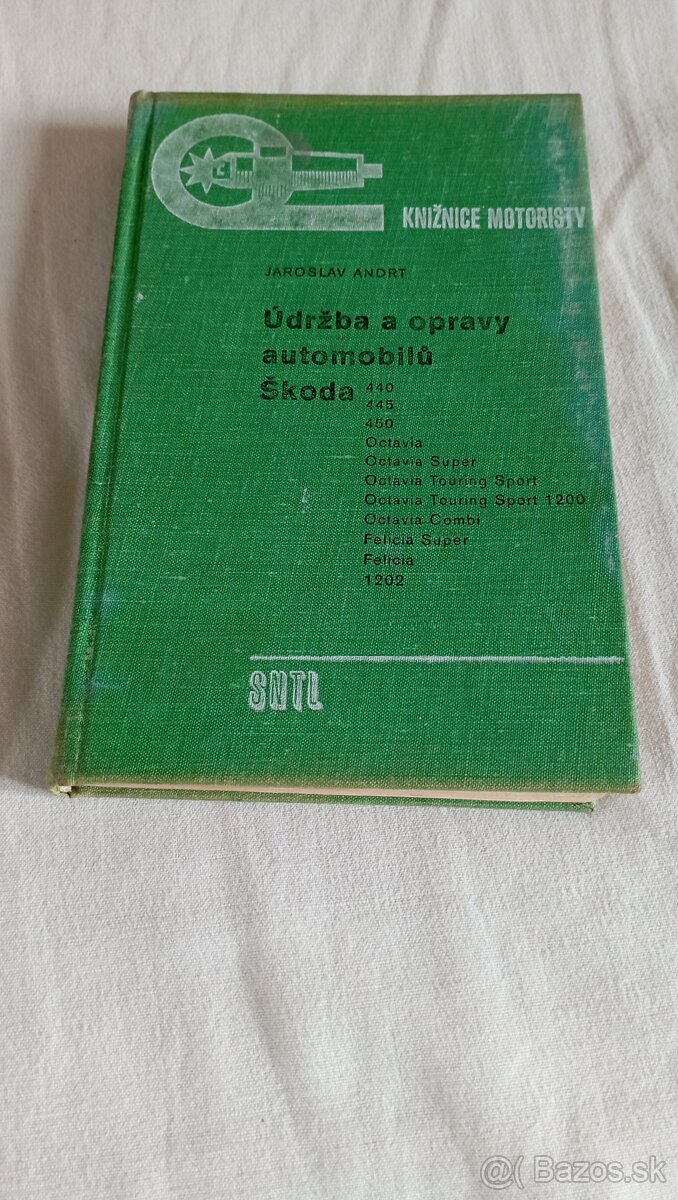 KNIŽNICE MOTORISTY
JAROSLAV ANDRT
Údržba a opravy
automobilů
Škoda 440
445
450
Octavia
Octavia Super
Octavia Touring Sport
Octavia Touring Sport 1200
Octavia Combi
Felicia Super
Felicia
1202
SNTL
@( Bazos.sk